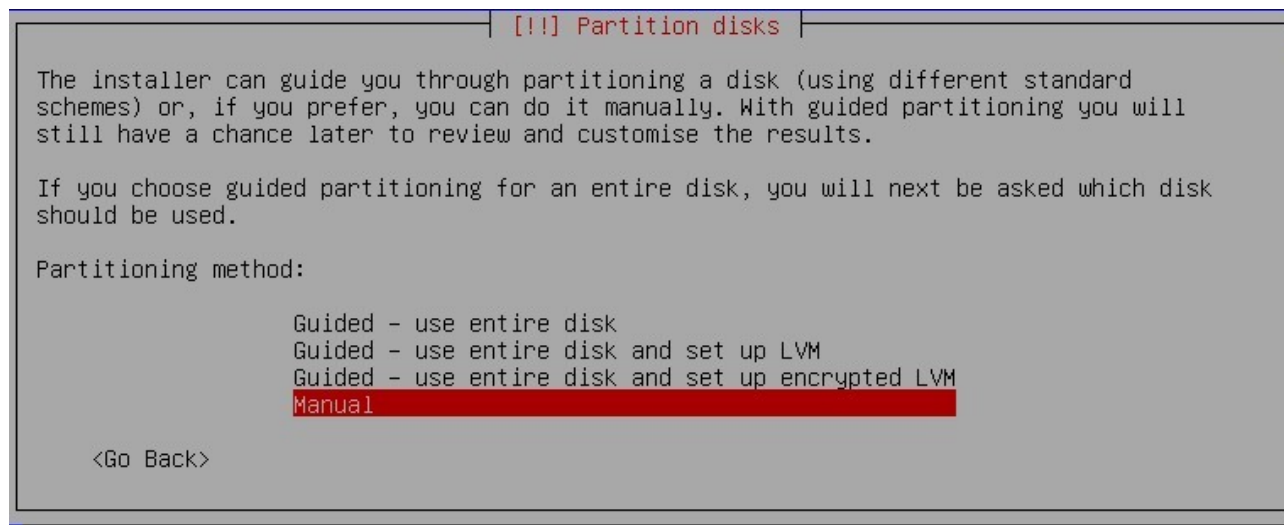 [!!] Partition disks
The installer can guide you through partitioning a disk (using different standard
schemes) or, if you prefer, you can do it manually. With guided partitioning you will
still have a chance later to review and customise the results.
If you choose guided partitioning for an entire disk, you will next be asked which disk
should be used.
Partitioning method:
Guided - use entire disk
Guided - use entire disk and set up LVM
Guided - use entire disk and set up encrypted LVM
Manual
<Go Back>